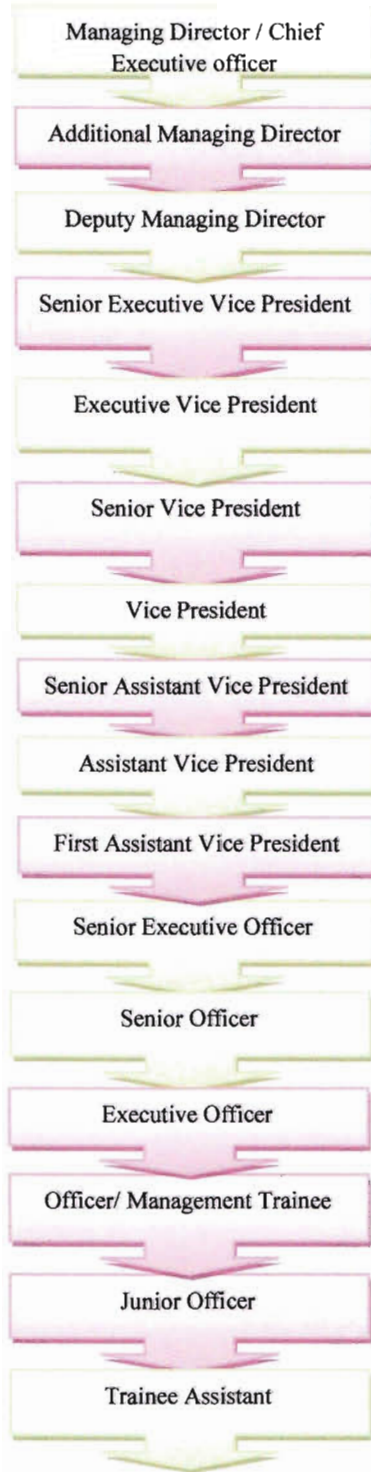 Managing Director / Chief
Executive officer
Additional Managing Director
Deputy Managing Director
Senior Executive Vice President
Executive Vice President
Senior Vice President
Vice President
Senior Assistant Vice President
Assistant Vice President
First Assistant Vice President
Senior Executive Officer
Senior Officer
Executive Officer
Officer/ Management Trainee
Junior Officer
Trainee Assistant